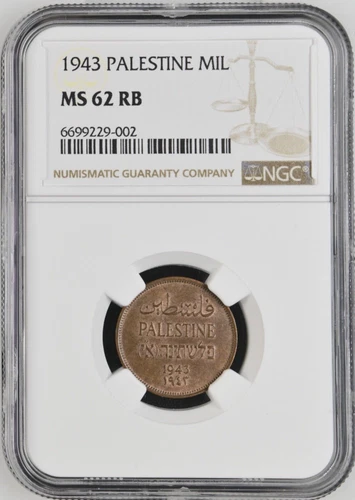 1943 PALESTINE MIL
MS 62 RB
6699229-002
NUMISMATIC GUARANTY COMPANY
NGC
فلسطين
PALESTINE
פלשתינה (א״י)
1943
١٩٤٣